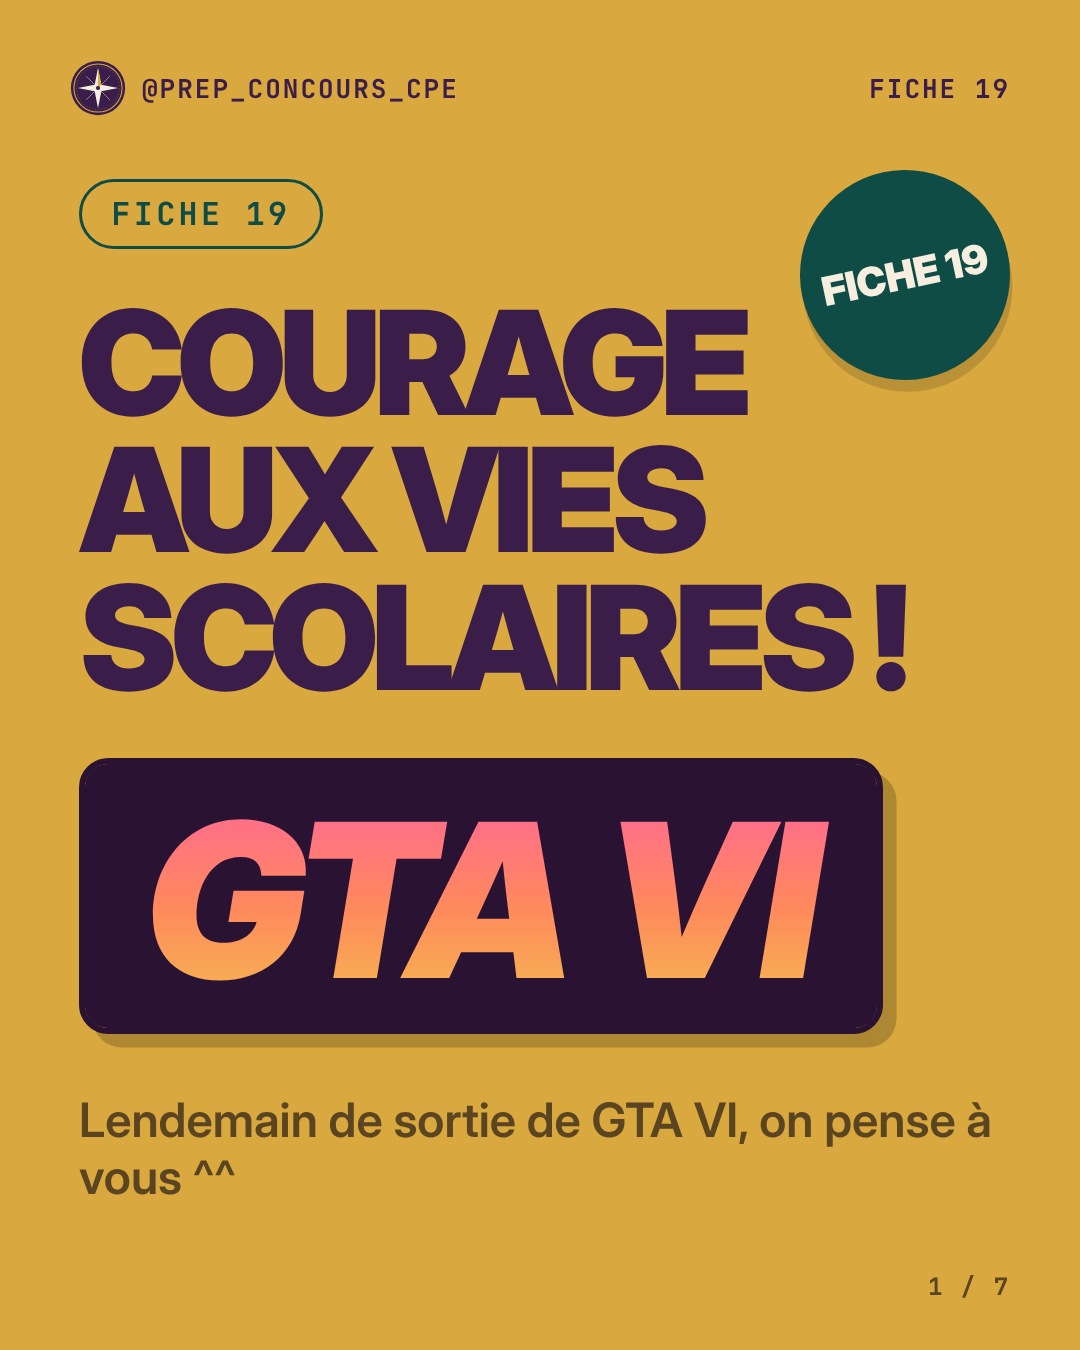 @PREP_CONCOURS_CPE
FICHE 19
FICHE 19
FICHE 19
COURAGE
AUX VIES
SCOLAIRES !
GTA VI
Lendemain de sortie de GTA VI, on pense à
vous ^^
1 / 7